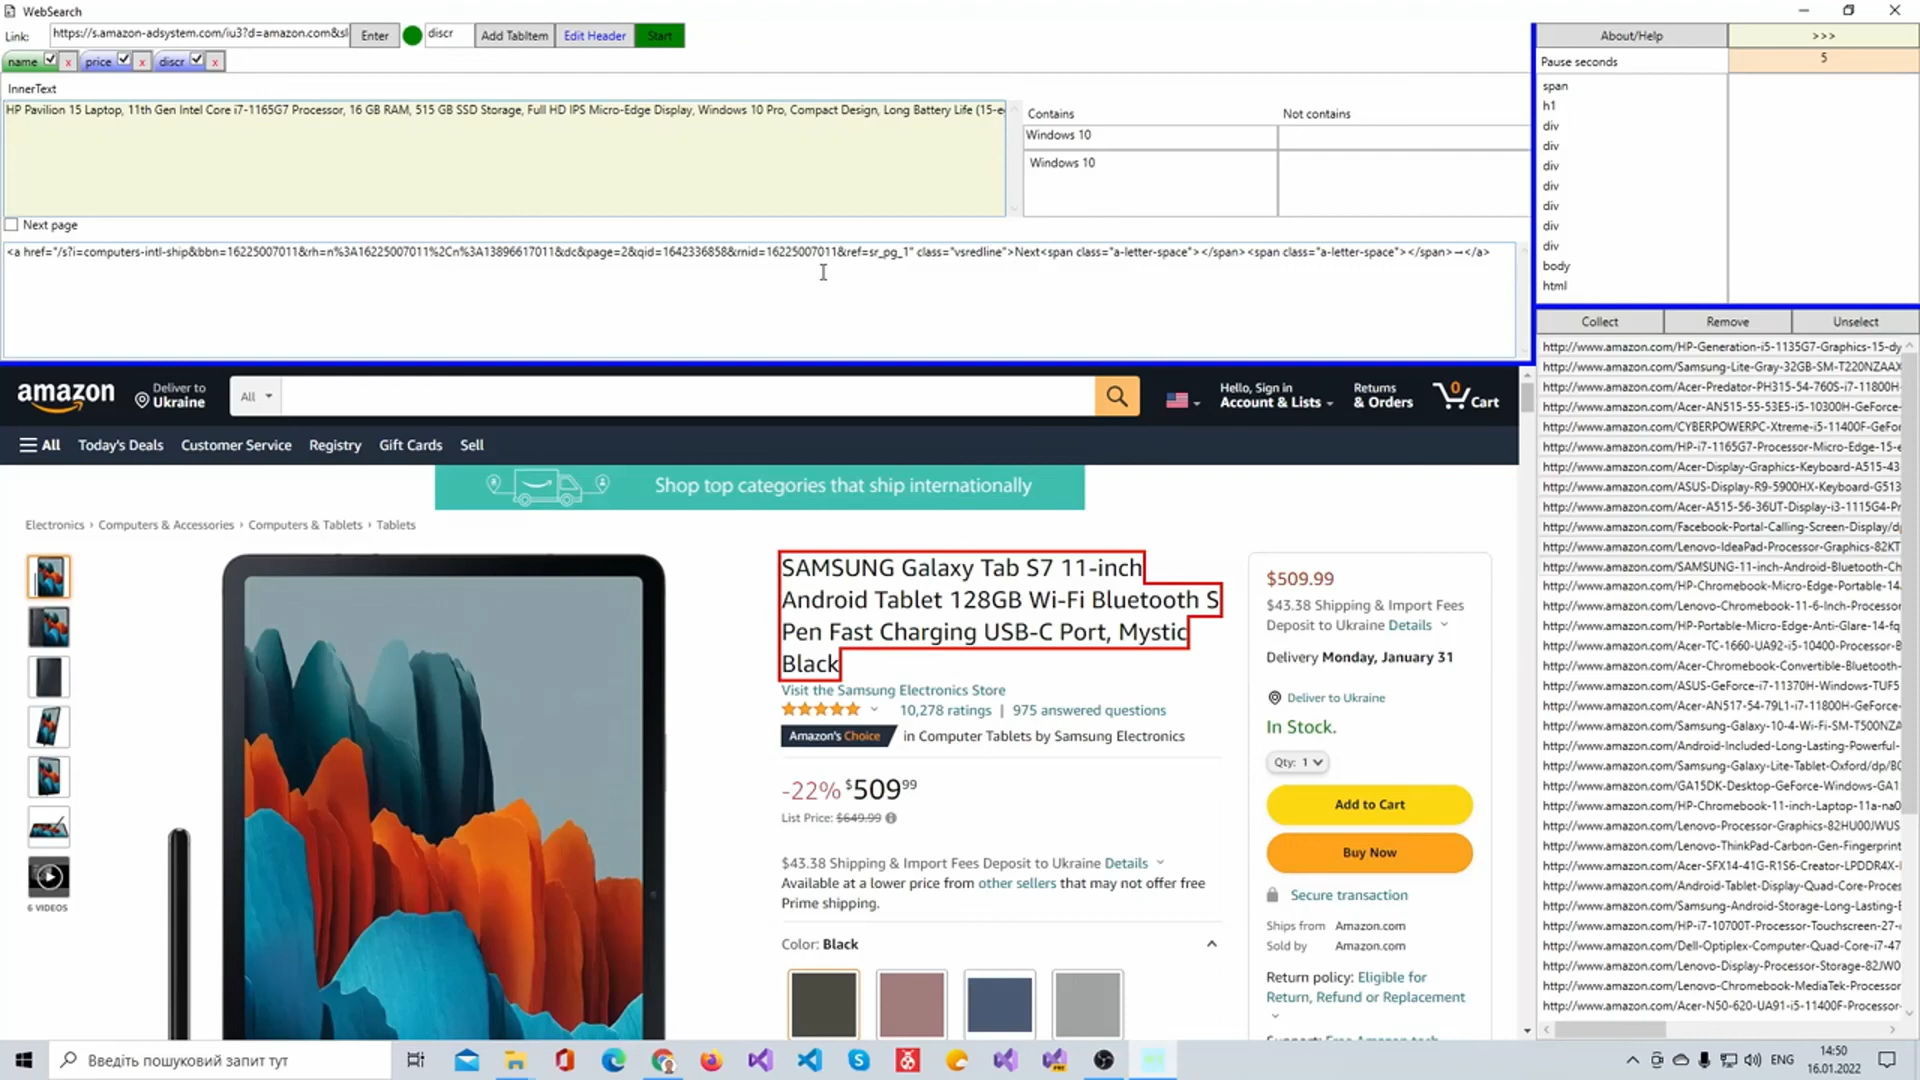 WebSearch
Link:
https://s.amazon-adsystem.com/iu3?d=amazon.com&sl
Enter
discr
Add TabItem
Edit Header
Start
name x price x discr x
InnerText
HP Pavilion 15 Laptop, 11th Gen Intel Core i7-1165G7 Processor, 16 GB RAM, 515 GB SSD Storage, Full HD IPS Micro-Edge Display, Windows 10 Pro, Compact Design, Long Battery Life (15-e
Contains
Not contains
Windows 10
Windows 10
Next page
<a href="/s?i=computers-intl-ship&bbn=16225007011&rh=n%3A16225007011%2Cn%3A13896617011&dc&page=2&qid=1642336858&rnid=16225007011&ref=sr_pg_1" class="vsredline">Next<span class="a-letter-space"></span><span class="a-letter-space"></span>→</a>
About/Help
>>>
Pause seconds
5
span
h1
div
div
div
div
div
div
div
body
html
Collect
Remove
Unselect
http://www.amazon.com/HP-Generation-i5-1135G7-Graphics-15-dy
http://www.amazon.com/Samsung-Lite-Gray-32GB-SM-T220NZAAX
http://www.amazon.com/Acer-Predator-PH315-54-760S-i7-11800H-
http://www.amazon.com/Acer-AN515-55-53E5-i5-10300H-GeForce-
http://www.amazon.com/CYBERPOWERPC-Xtreme-i5-11400F-GeFor
http://www.amazon.com/HP-i7-1165G7-Processor-Micro-Edge-15-e
http://www.amazon.com/Acer-Display-Graphics-Keyboard-A515-43
http://www.amazon.com/ASUS-Display-R9-5900HX-Keyboard-G513
http://www.amazon.com/Acer-A515-56-36UT-Display-i3-1115G4-Pr
http://www.amazon.com/Facebook-Portal-Calling-Screen-Display/d
http://www.amazon.com/Lenovo-IdeaPad-Processor-Graphics-82KT
http://www.amazon.com/SAMSUNG-11-inch-Android-Bluetooth-Ch
http://www.amazon.com/HP-Chromebook-Micro-Edge-Portable-14
http://www.amazon.com/Lenovo-Chromebook-11-6-Inch-Processor
http://www.amazon.com/HP-Portable-Micro-Edge-Anti-Glare-14-fq
http://www.amazon.com/Acer-TC-1660-UA92-i5-10400-Processor-B
http://www.amazon.com/Acer-Chromebook-Convertible-Bluetooth-
http://www.amazon.com/ASUS-GeForce-i7-11370H-Windows-TUF5
http://www.amazon.com/Acer-AN517-54-79L1-i7-11800H-GeForce-
http://www.amazon.com/Samsung-Galaxy-10-4-Wi-Fi-SM-T500NZA
http://www.amazon.com/Android-Included-Long-Lasting-Powerful-
http://www.amazon.com/Samsung-Galaxy-Lite-Tablet-Oxford/dp/B0
http://www.amazon.com/GA15DK-Desktop-GeForce-Windows-GA1
http://www.amazon.com/HP-Chromebook-11-inch-Laptop-11a-na0
http://www.amazon.com/Lenovo-Processor-Graphics-82HU00JWUS
http://www.amazon.com/Lenovo-ThinkPad-Carbon-Gen-Fingerprint
http://www.amazon.com/Acer-SFX14-41G-R1S6-Creator-LPDDR4X-
http://www.amazon.com/Android-Tablet-Display-Quad-Core-Proces
http://www.amazon.com/Samsung-Android-Storage-Long-Lasting-
http://www.amazon.com/HP-i7-10700T-Processor-Touchscreen-27-
http://www.amazon.com/Dell-Optiplex-Computer-Quad-Core-i7-47
http://www.amazon.com/Lenovo-Display-Processor-Storage-82JW0
http://www.amazon.com/Lenovo-Chromebook-MediaTek-Processor
http://www.amazon.com/Acer-N50-620-UA91-i5-11400F-Processor-
amazon
Deliver to
Ukraine
All
Hello, Sign in
Account & Lists
Returns
& Orders
0
Cart
All
Today's Deals
Customer Service
Registry
Gift Cards
Sell
Shop top categories that ship internationally
Electronics › Computers & Accessories › Computers & Tablets › Tablets
6 VIDEOS
SAMSUNG Galaxy Tab S7 11-inch
Android Tablet 128GB Wi-Fi Bluetooth S
Pen Fast Charging USB-C Port, Mystic
Black
Visit the Samsung Electronics Store
10,278 ratings | 975 answered questions
Amazon's Choice in Computer Tablets by Samsung Electronics
-22% $509 99
List Price: $649.99
$43.38 Shipping & Import Fees Deposit to Ukraine Details
Available at a lower price from other sellers that may not offer free
Prime shipping.
Color: Black
$509.99
$43.38 Shipping & Import Fees
Deposit to Ukraine Details
Delivery Monday, January 31
Deliver to Ukraine
In Stock.
Qty: 1
Add to Cart
Buy Now
Secure transaction
Ships from Amazon.com
Sold by Amazon.com
Return policy: Eligible for
Return, Refund or Replacement
Введіть пошуковий запит тут
ENG
14:50
16.01.2022